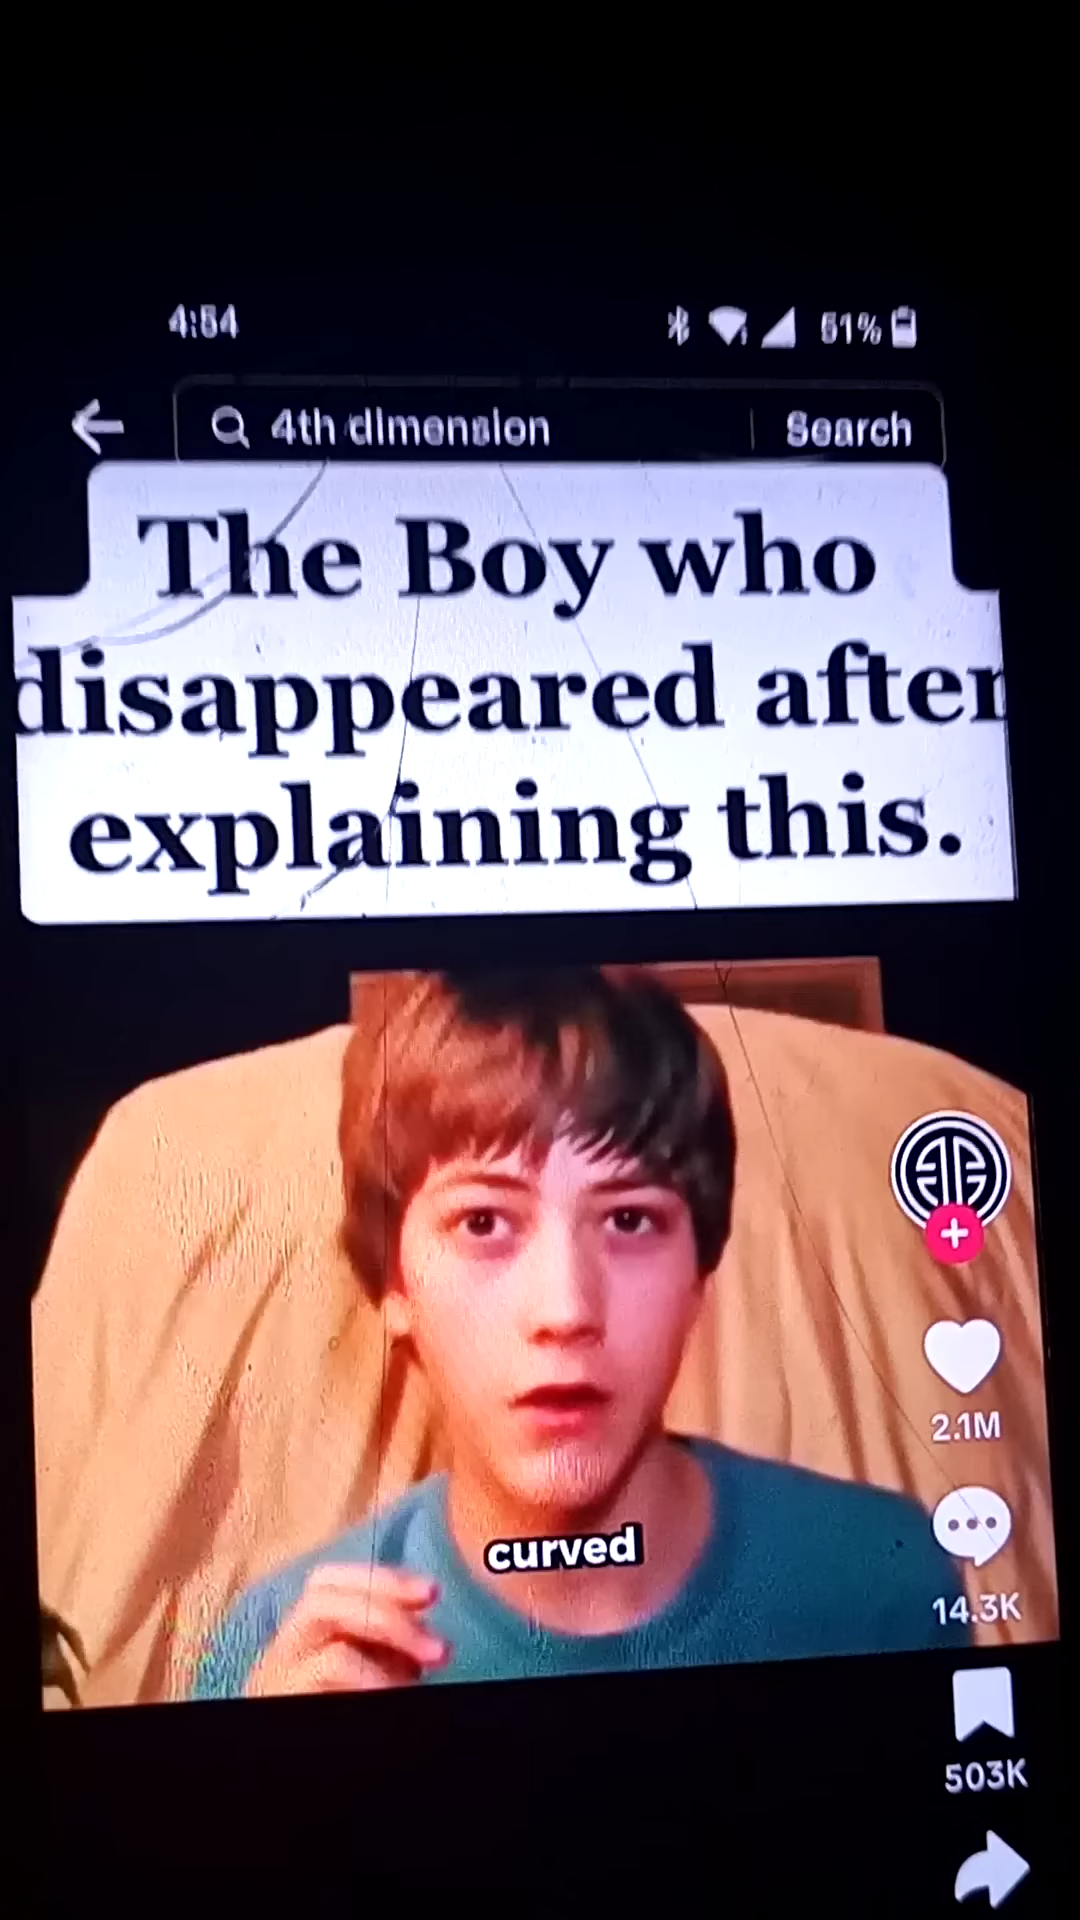 4:54
51%
4th dimension
Search
The Boy who
disappeared after
explaining this.
2.1M
curved
14.3K
503K